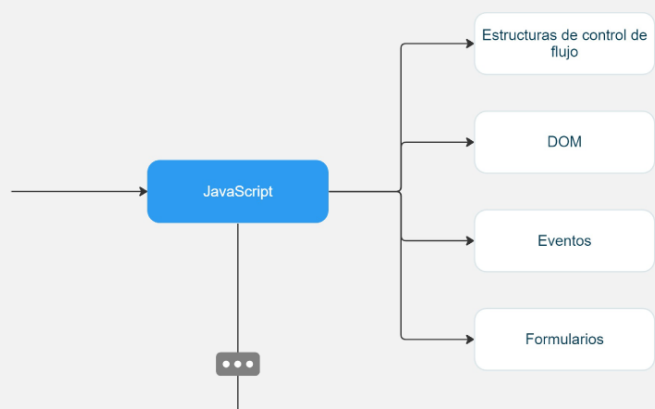 Estructuras de control de
flujo
DOM
JavaScript
Eventos
Formularios